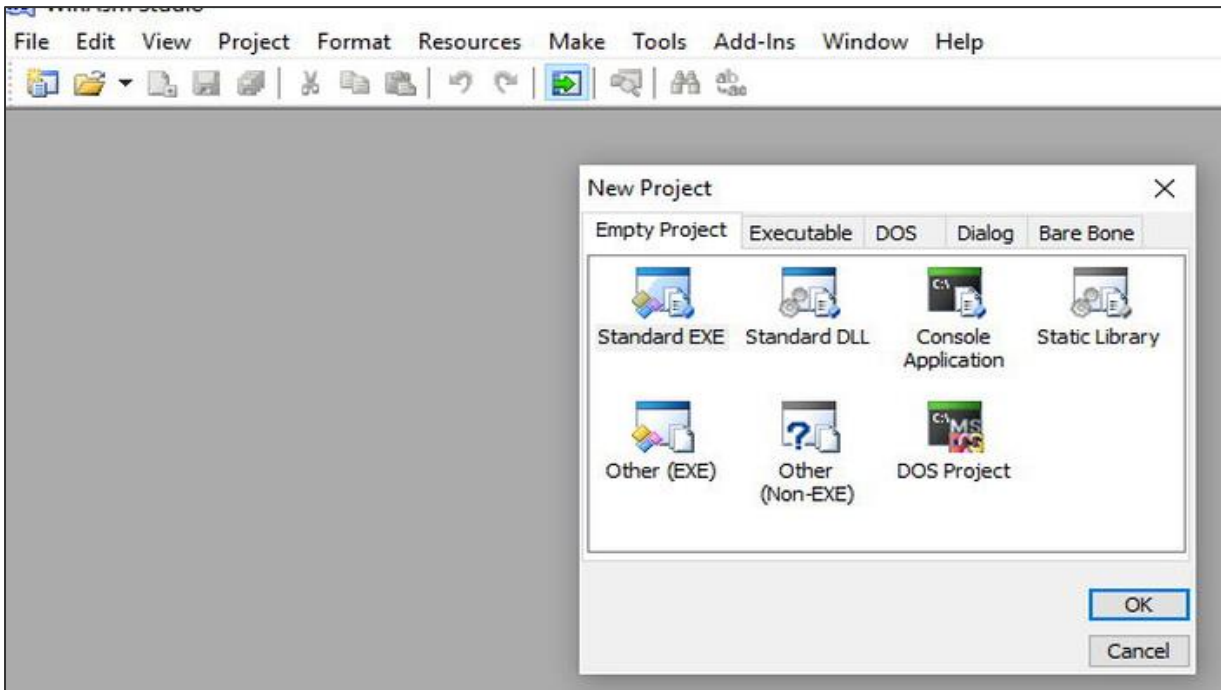 WinAsm Studio
File Edit View Project Format Resources Make Tools Add-Ins Window Help
New Project
Empty Project Executable DOS Dialog Bare Bone
Standard EXE Standard DLL Console Application Static Library
Other (EXE) Other (Non-EXE) DOS Project
OK
Cancel